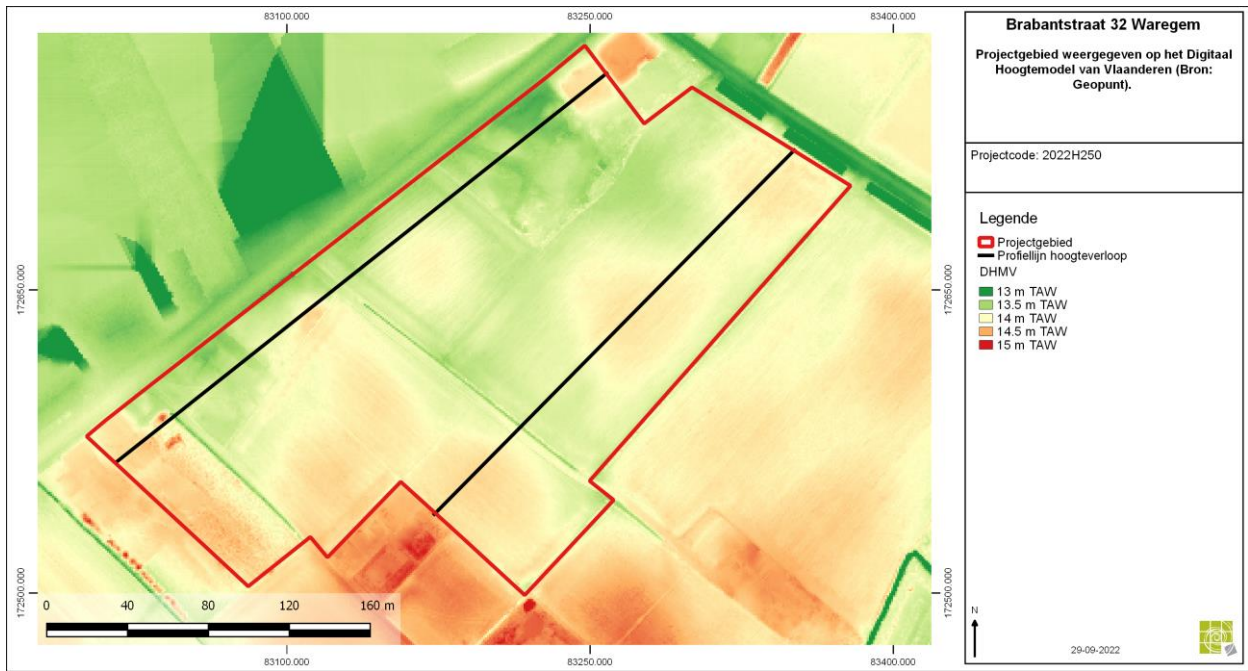 83100.000
83250.000
83400.000
Brabantstraat 32 Waregem
Projectgebied weergegeven op het Digitaal
Hoogtemodel van Vlaanderen (Bron:
Geopunt).
Projectcode: 2022H250
Legende
Projectgebied
Profiellijn hoogteverloop
DHMV
13 m TAW
13.5 m TAW
14 m TAW
14.5 m TAW
15 m TAW
172650.000
172650.000
172500.000
172500.000
0 40 80 120 160 m
83100.000
83250.000
83400.000
N
29-09-2022